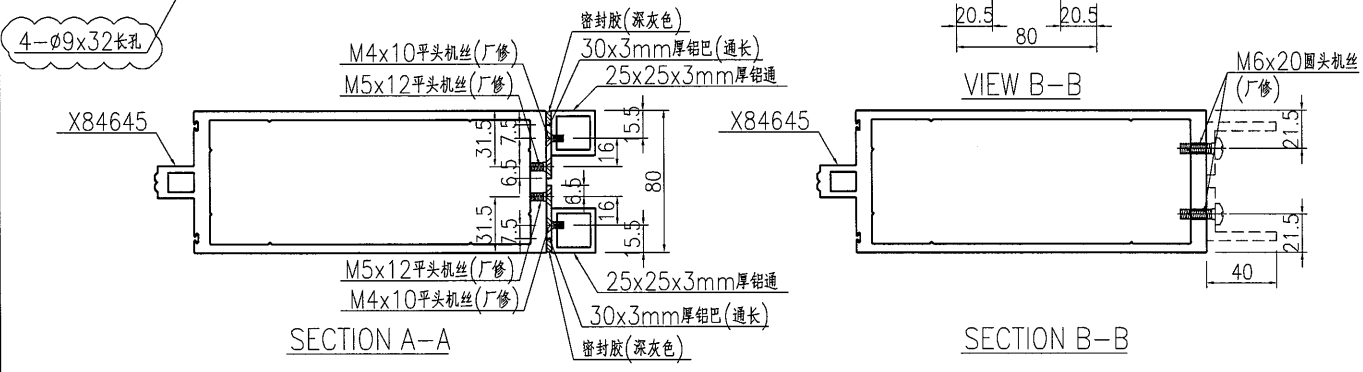 4-Ø9x32长孔
密封胶(深灰色)
M4x10平头机丝(厂修)
30x3mm厚铝巴(通长)
M5x12平头机丝(厂修)
25x25x3mm厚铝通
X84645
31.5
7.5
6.5
31.5
7.5
16
6.5
16
15.5
15.5
80
M5x12平头机丝(厂修)
25x25x3mm厚铝通
M4x10平头机丝(厂修)
30x3mm厚铝巴(通长)
密封胶(深灰色)
SECTION A-A
20.5
20.5
80
VIEW B-B
M6x20圆头机丝
(厂修)
X84645
21.5
21.5
40
SECTION B-B